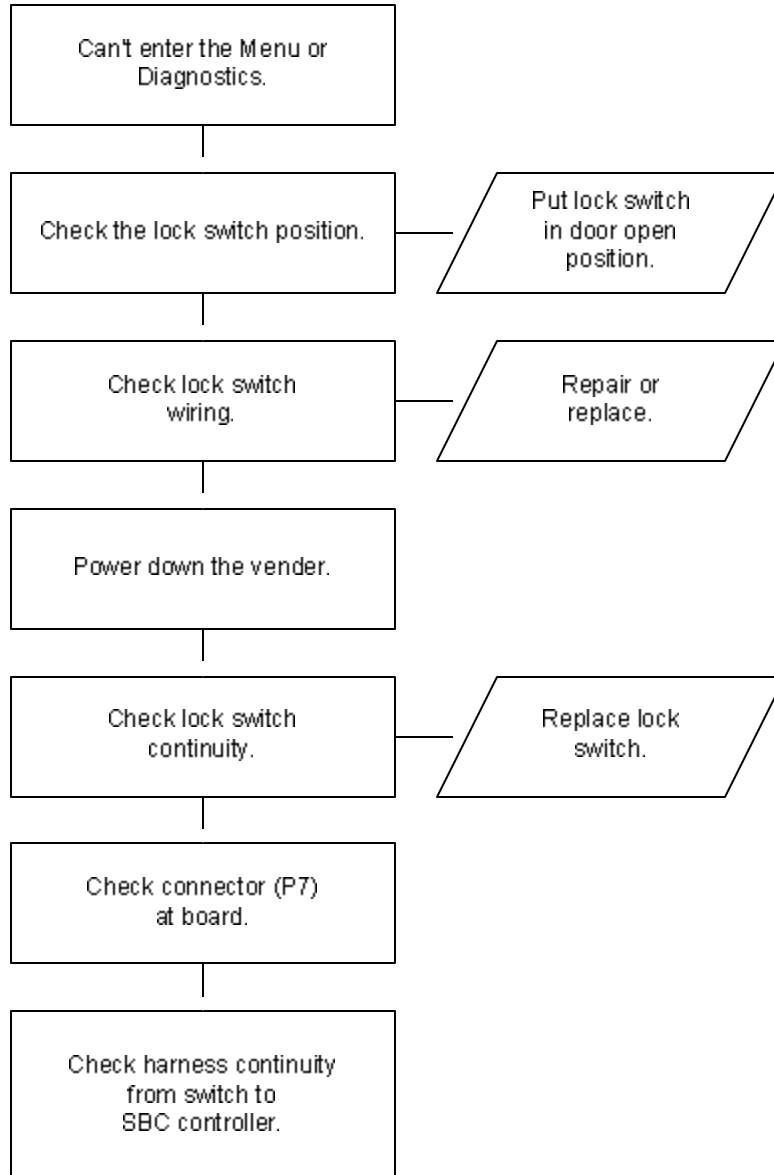 Can't enter the Menu or
Diagnostics.
Check the lock switch position.
Put lock switch
in door open
position.
Check lock switch
wiring.
Repair or
replace.
Power down the vender.
Check lock switch
continuity.
Replace lock
switch.
Check connector (P7)
at board.
Check harness continuity
from switch to
SBC controller.